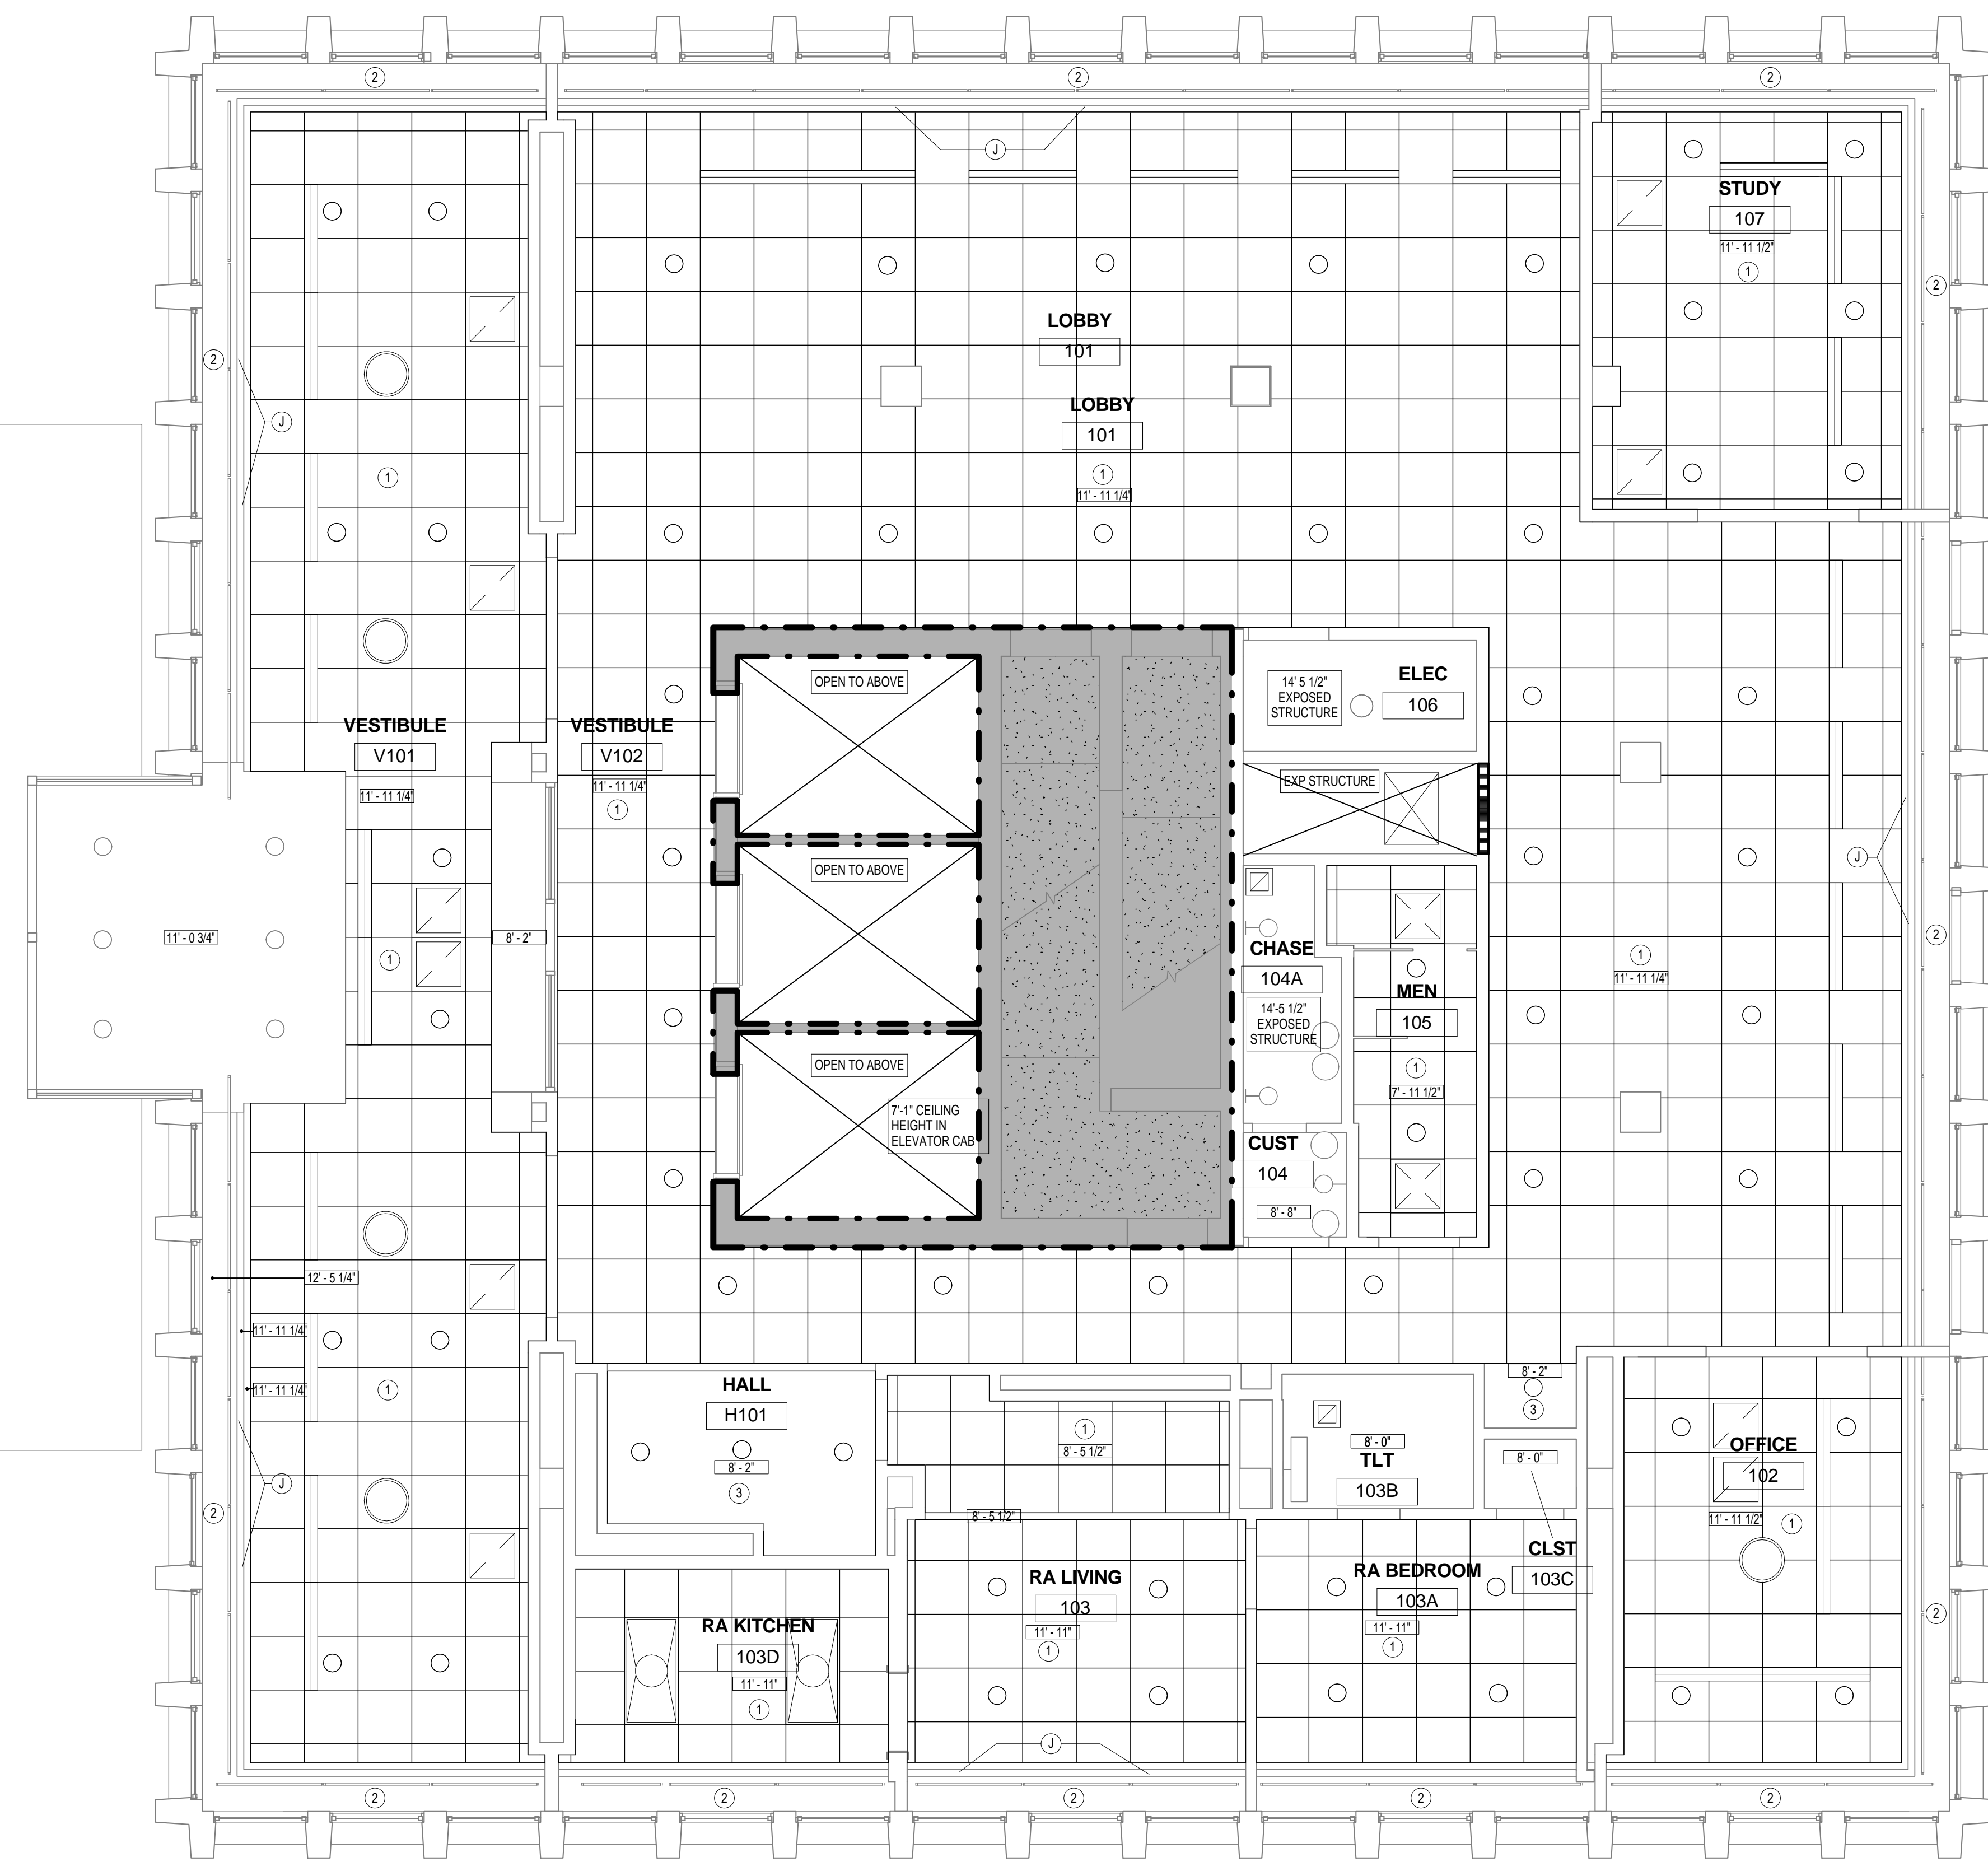 2
2
2
J
STUDY
107
11' - 11 1/2"
1
2
LOBBY
101
2
LOBBY
101
J
1
1
11' - 11 1/4"
OPEN TO ABOVE
14' 5 1/2"
EXPOSED
STRUCTURE
ELEC
106
VESTIBULE
V101
11' - 11 1/4"
VESTIBULE
V102
11' - 11 1/4"
1
EXP STRUCTURE
OPEN TO ABOVE
J
11' - 0 3/4"
1
8' - 2"
CHASE
104A
14'-5 1/2"
EXPOSED
STRUCTURE
MEN
105
1
7' - 11 1/2"
1
11' - 11 1/4"
2
OPEN TO ABOVE
7'-1" CEILING
HEIGHT IN
ELEVATOR CAB
CUST
104
8' - 8"
12' - 5 1/4"
11' - 11 1/4"
11' - 11 1/4"
1
HALL
H101
8' - 2"
3
1
8' - 5 1/2"
8' - 5 1/2"
8' - 0"
TLT
103B
8' - 2"
3
8' - 0"
OFFICE
102
11' - 11 1/2"
1
J
2
CLST
103C
RA LIVING
103
11' - 11"
1
RA BEDROOM
103A
11' - 11"
1
RA KITCHEN
103D
11' - 11"
1
2
J
2
2
2
2
2